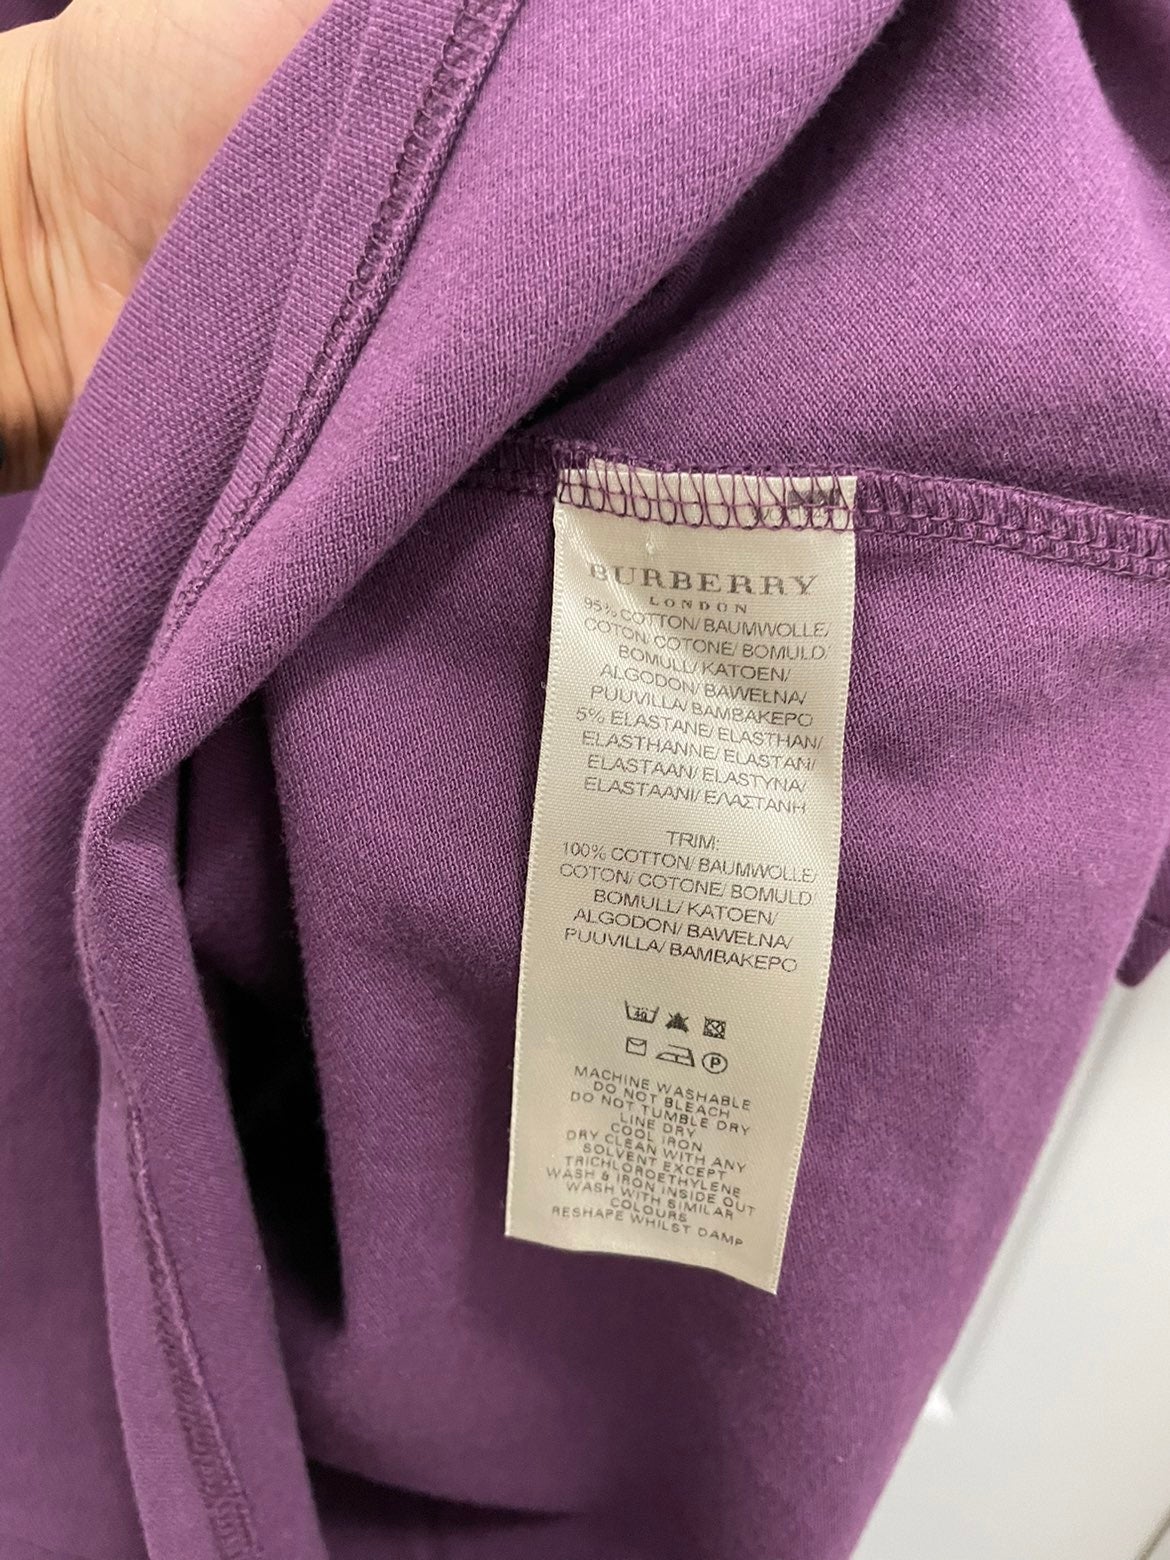 BURBERRY
LONDON
95% COTTON/ BAUMWOLLE/
COTON/ COTONE/ BOMULD/
BOMULL/ KATOEN/
ALGODON/ BAWEŁNA/
PUUVILLA/ BAMBAKEPO
5% ELASTANE/ ELASTHAN/
ELASTHANNE/ ELASTAN/
ELASTAAN/ ELASTYNA/
ELASTAANI/ ΕΛΑΣΤΑΝΗ
TRIM:
100% COTTON/ BAUMWOLLE/
COTON/ COTONE/ BOMULD
BOMULL/ KATOEN/
ALGODON/ BAWEŁNA/
PUUVILLA/ BAMBAKEPO
30
P
MACHINE WASHABLE
DO NOT BLEACH
DO NOT TUMBLE DRY
LINE DRY
COOL IRON
DRY CLEAN WITH ANY
SOLVENT EXCEPT
TRICHLOROETHYLENE
WASH & IRON INSIDE OUT
WASH WITH SIMILAR
COLOURS
RESHAPE WHILST DAMP